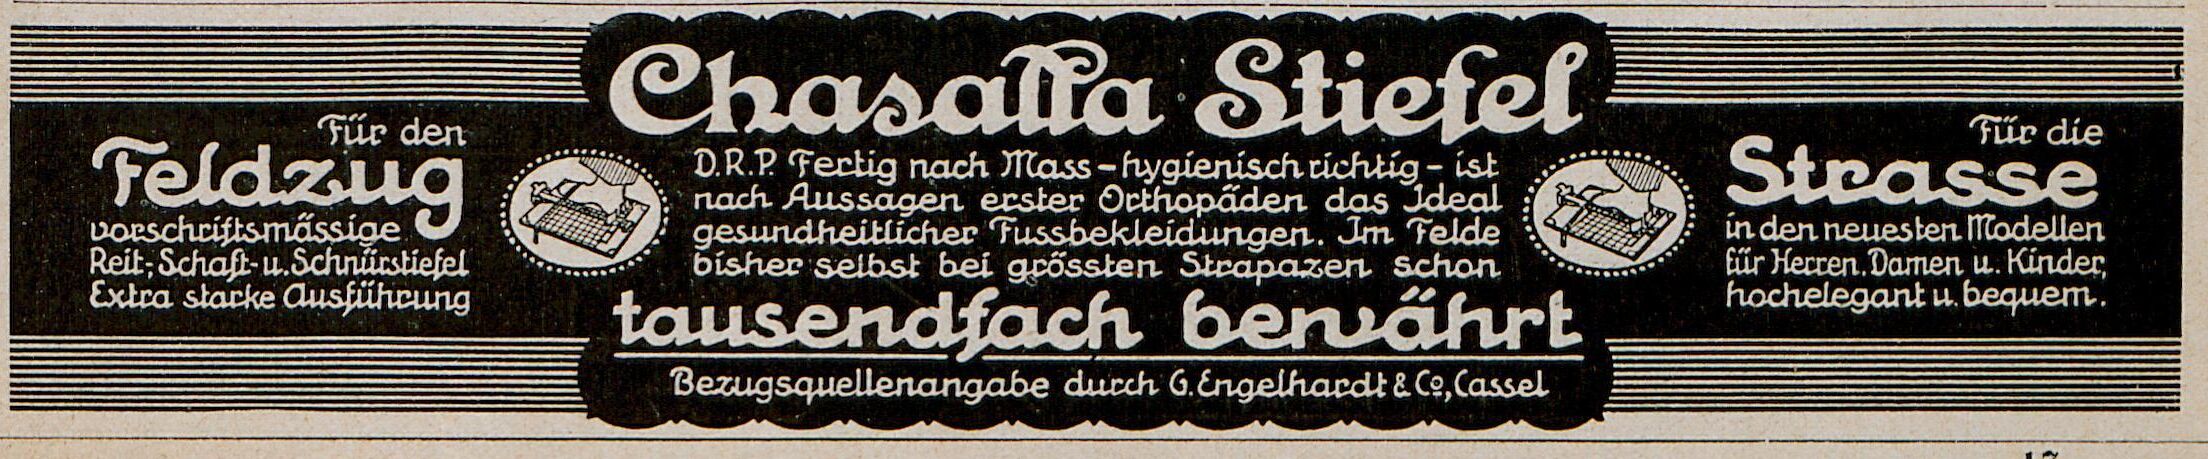 Chasalla Stiefel
Für den
Feldzug
vorschriftsmässige
Reit-, Schaft- u. Schnürstiefel
Extra starke Ausführung
D.R.P. Fertig nach Mass – hygienisch richtig – ist
nach Aussagen erster Orthopäden das Ideal
gesundheitlicher Fussbekleidungen. Im Felde
bisher selbst bei grössten Strapazen schon
tausendfach bewährt
Bezugsquellenangabe durch G. Engelhardt & Co., Cassel
Für die
Strasse
in den neuesten Modellen
für Herren. Damen u. Kinder,
hochelegant u. bequem.